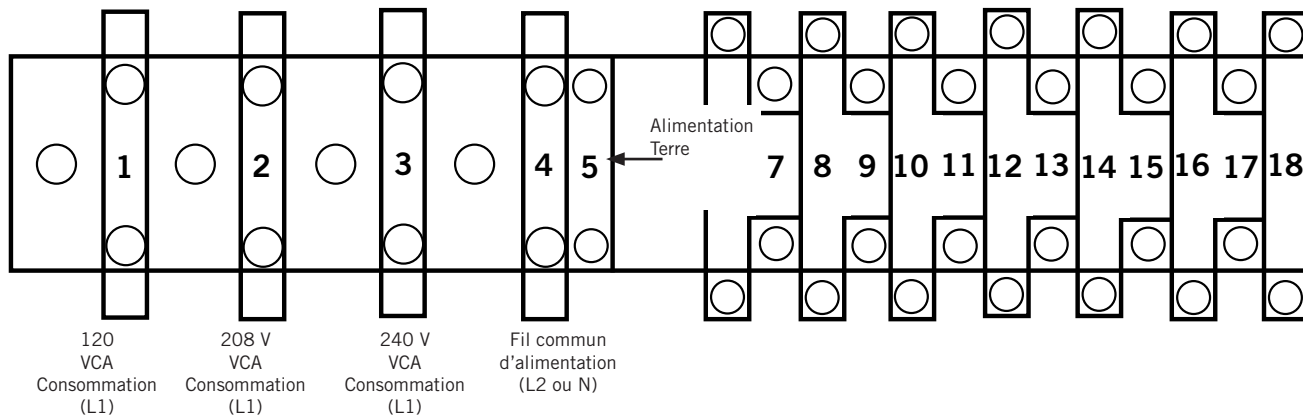 Alimentation
Terre
1 2 3 4 5 7 8 9 10 11 12 13 14 15 16 17 18
120
VCA
Consommation
(L1)
208 V
VCA
Consommation
(L1)
240 V
VCA
Consommation
(L1)
Fil commun
d'alimentation
(L2 ou N)